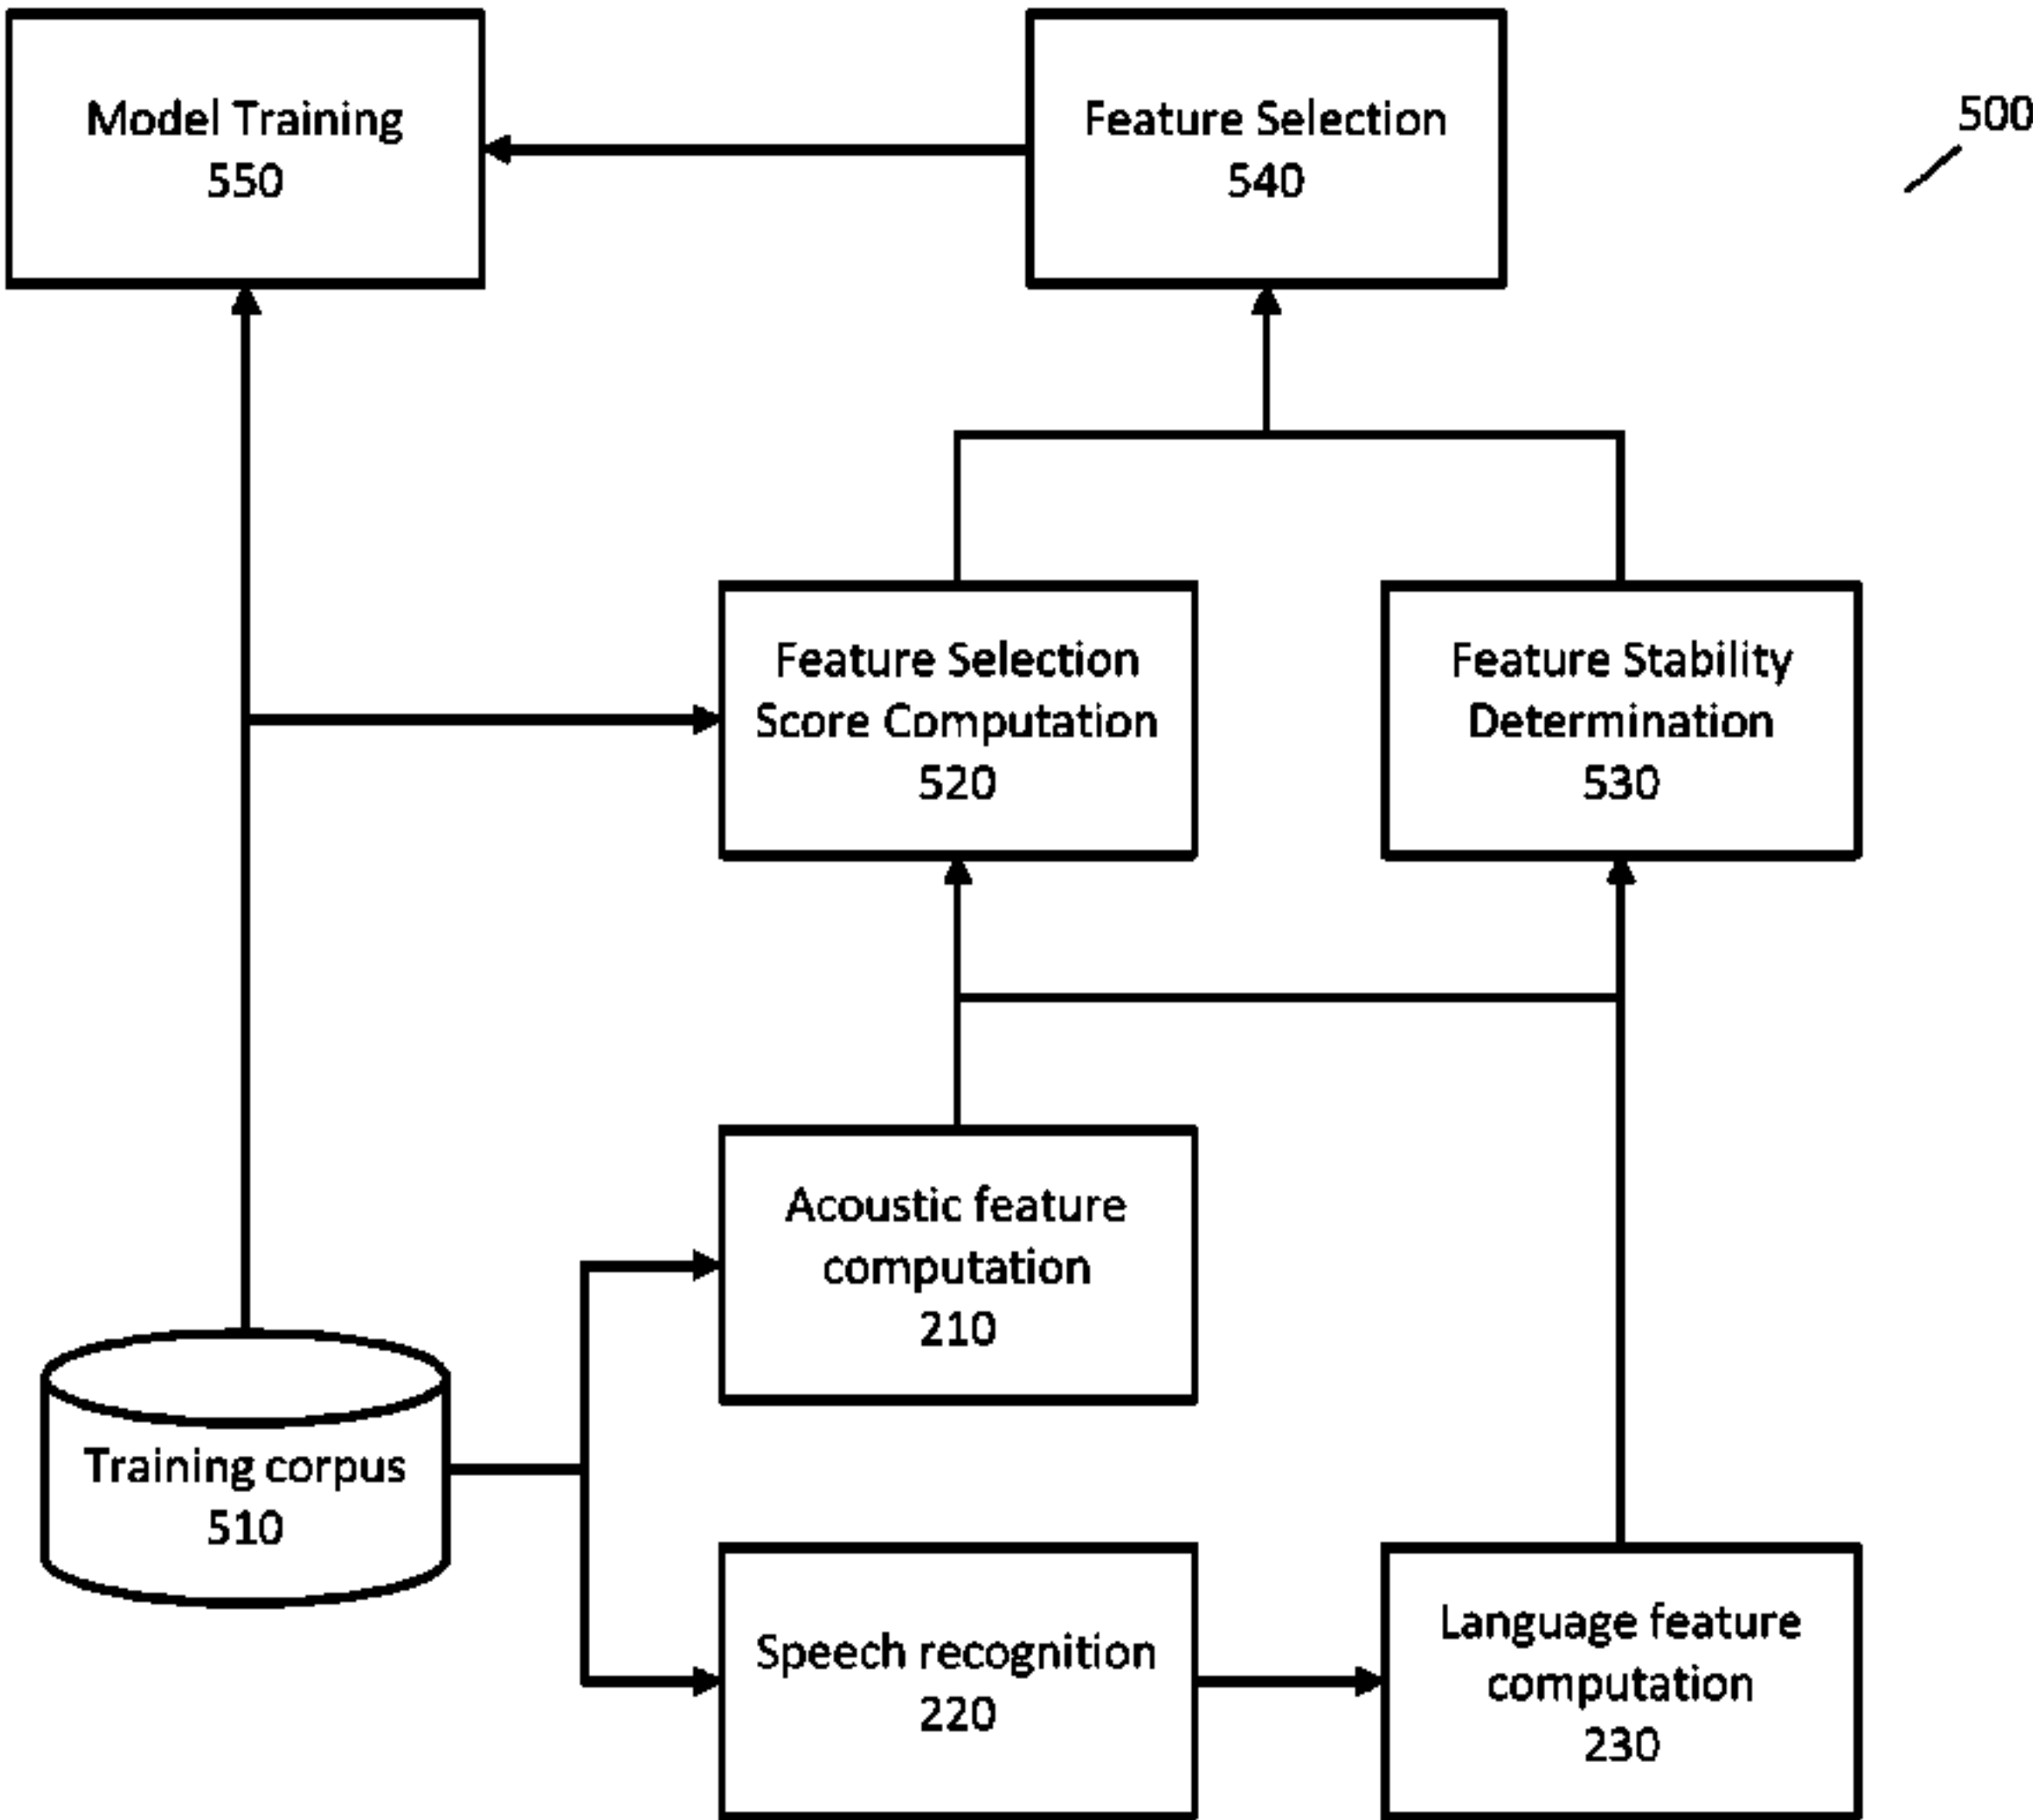 Model Training
550
Feature Selection
540
500
Feature Selection
Score Computation
520
Feature Stability
Determination
530
Acoustic feature
computation
210
Training corpus
510
Speech recognition
220
Language feature
computation
230